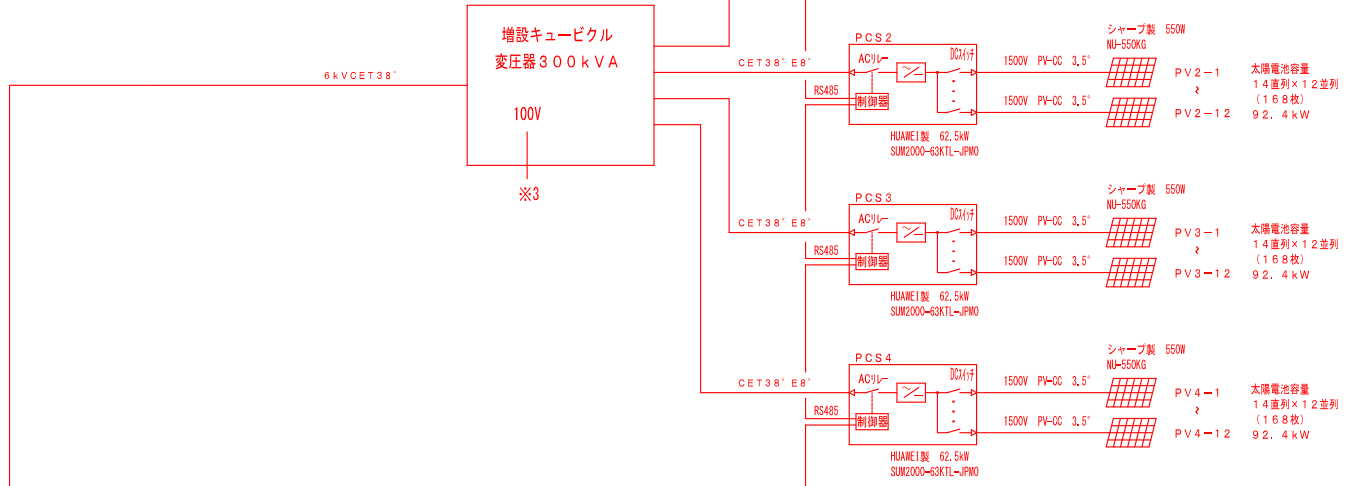 増設キュービクル
変圧器300kVA
100V
※3
6kVCET38°
PCS2
ACリレー
DCスイッチ
CET38° E8°
RS485
制御器
HUAWEI製 62.5kW
SUM2000-63KTL-JPM0
1500V PV-CC 3.5°
1500V PV-CC 3.5°
シャープ製 550W
NU-550KG
PV2-1
~
PV2-12
太陽電池容量
14直列×12並列
(168枚)
92.4kW
PCS3
ACリレー
DCスイッチ
CET38° E8°
RS485
制御器
HUAWEI製 62.5kW
SUM2000-63KTL-JPM0
1500V PV-CC 3.5°
1500V PV-CC 3.5°
シャープ製 550W
NU-550KG
PV3-1
~
PV3-12
太陽電池容量
14直列×12並列
(168枚)
92.4kW
PCS4
ACリレー
DCスイッチ
CET38° E8°
RS485
制御器
HUAWEI製 62.5kW
SUM2000-63KTL-JPM0
1500V PV-CC 3.5°
1500V PV-CC 3.5°
シャープ製 550W
NU-550KG
PV4-1
~
PV4-12
太陽電池容量
14直列×12並列
(168枚)
92.4kW